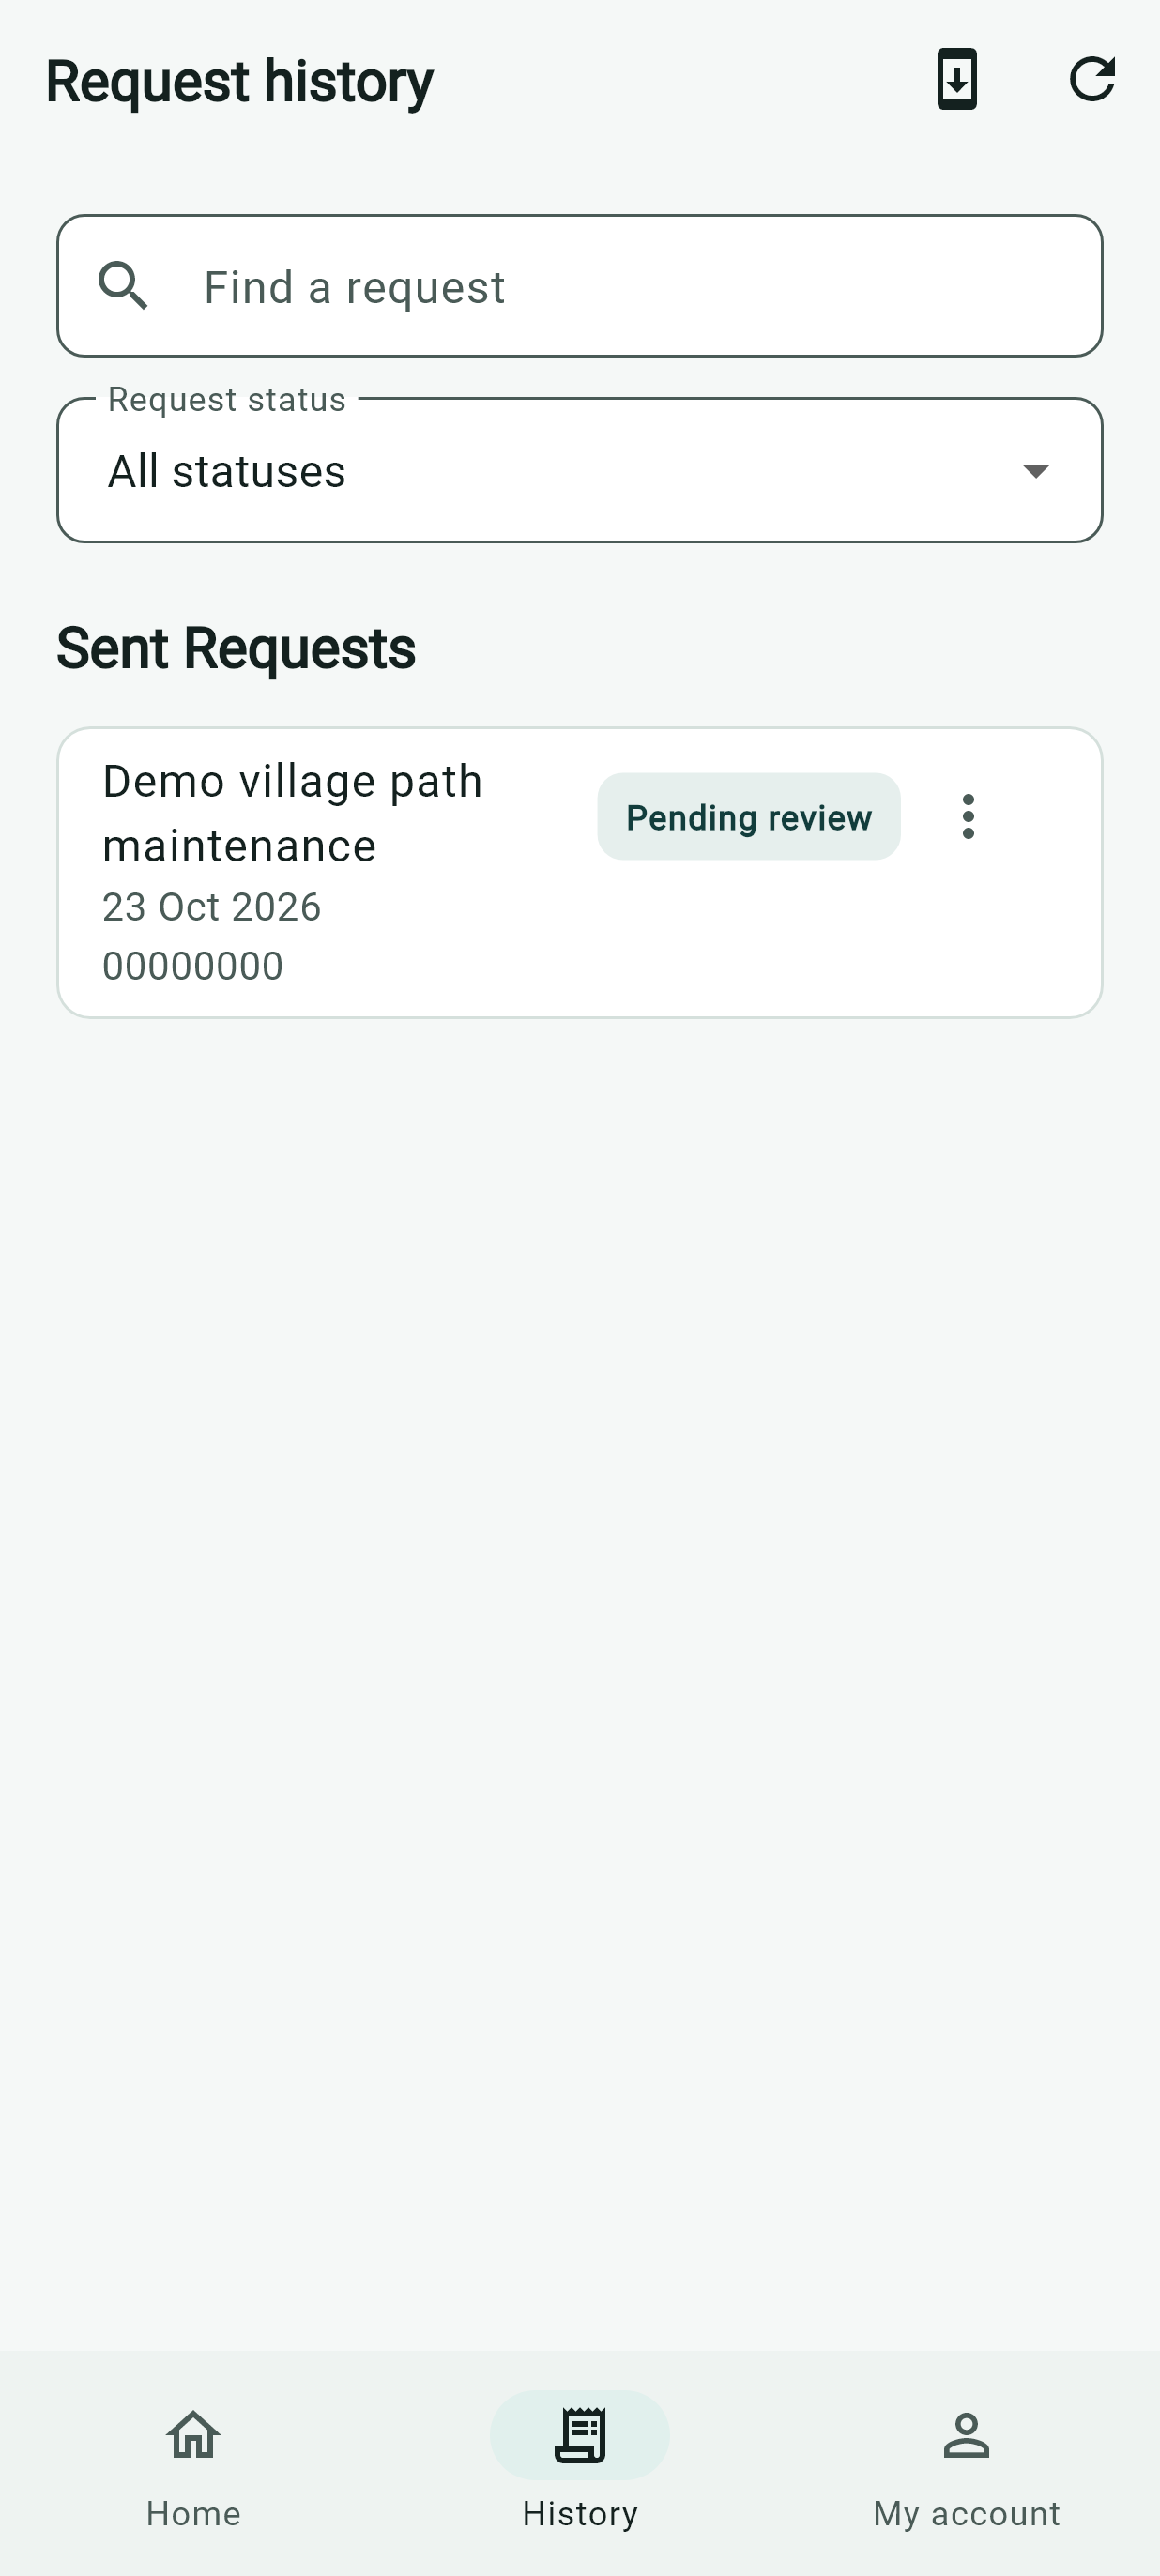 Request history
Find a request
Request status
All statuses
Sent Requests
Demo village path
maintenance
Pending review
23 Oct 2026
00000000
Home
History
My account